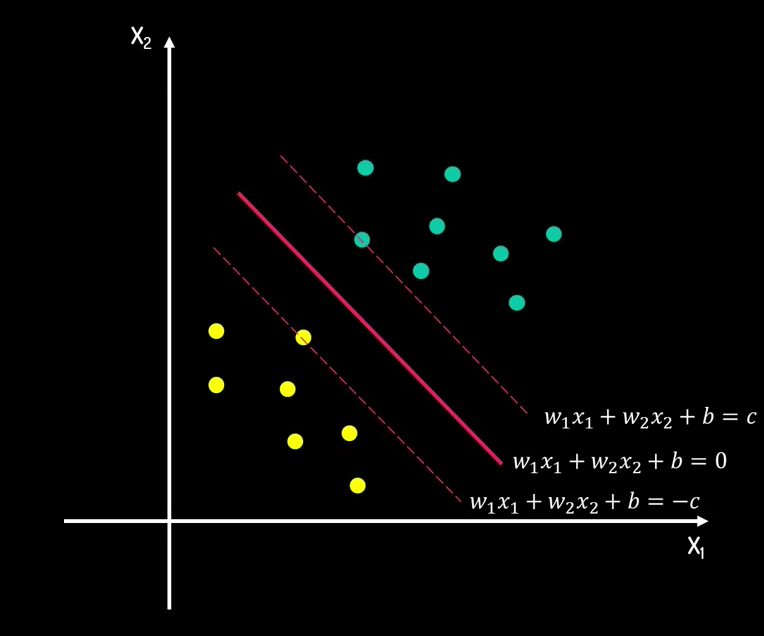 X₂
w₁x₁ + w₂x₂ + b = c
w₁x₁ + w₂x₂ + b = 0
w₁x₁ + w₂x₂ + b = −c
X₁